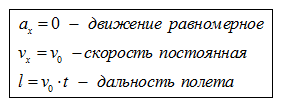 aₓ = 0 – движение равномерное
vₓ = v₀ – скорость постоянная
l = v₀ · t – дальность полета